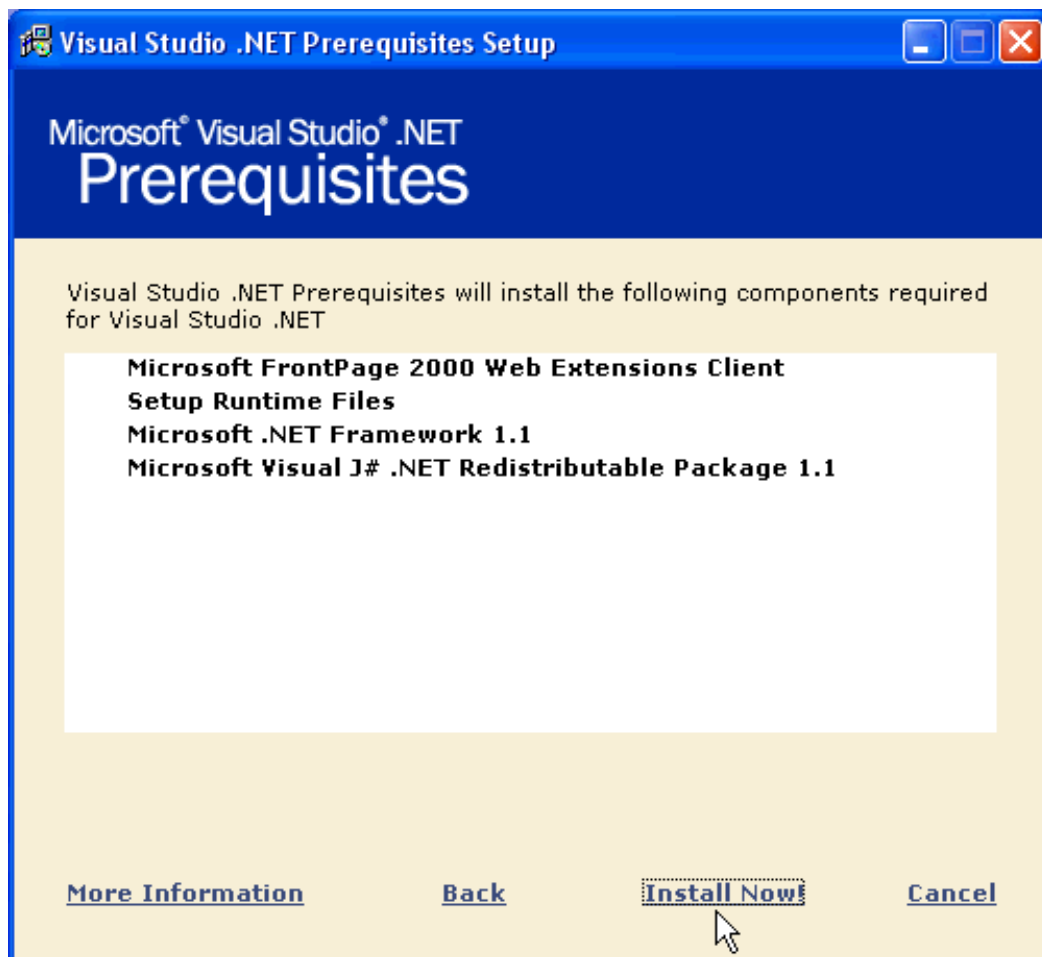 Visual Studio .NET Prerequisites Setup
Microsoft® Visual Studio® .NET
Prerequisites
Visual Studio .NET Prerequisites will install the following components required
for Visual Studio .NET
Microsoft FrontPage 2000 Web Extensions Client
Setup Runtime Files
Microsoft .NET Framework 1.1
Microsoft Visual J# .NET Redistributable Package 1.1
More Information Back Install Now! Cancel